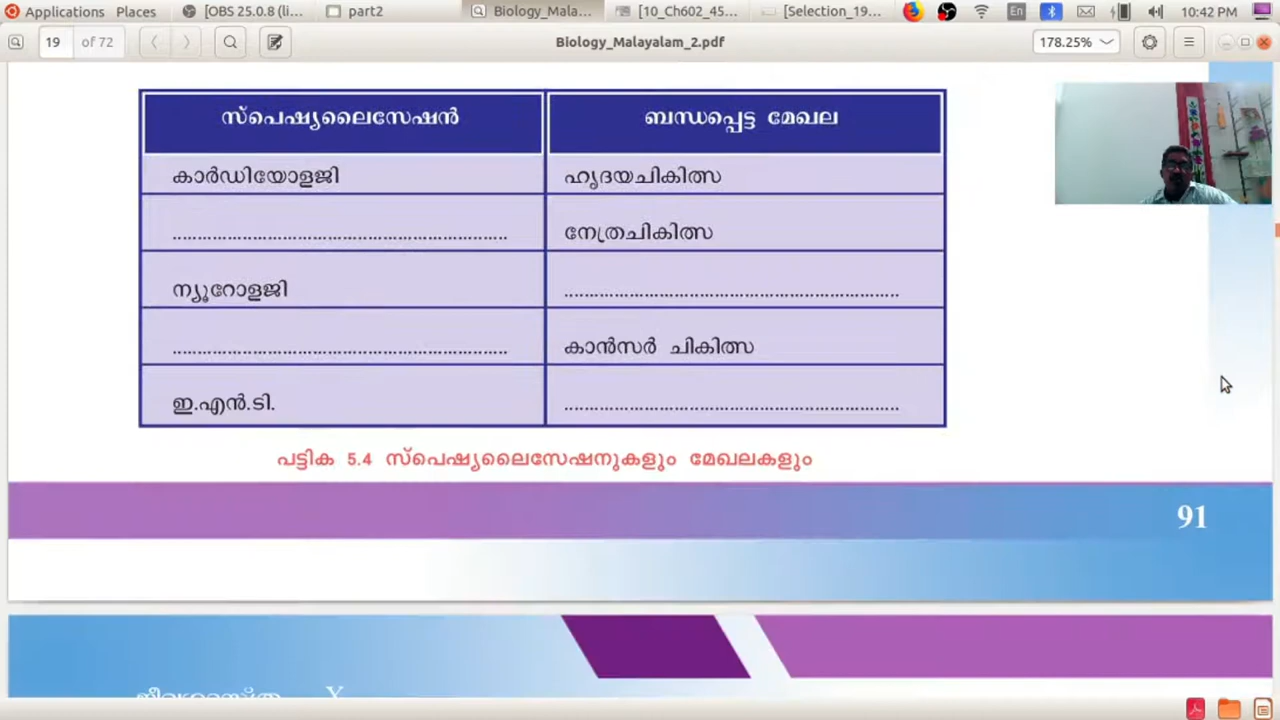 Applications Places [OBS 25.0.8 (li... part2 Biology_Mala... [10_Ch602_45... [Selection_19... En 10:42 PM
19 of 72 Biology_Malayalam_2.pdf 178.25%
സ്പെഷ്യലൈസേഷൻ ബന്ധപ്പെട്ട മേഖല
കാർഡിയോളജി ഹൃദയചികിത്സ
.................................................................. നേത്രചികിത്സ
ന്യൂറോളജി ..................................................................
.................................................................. കാൻസർ ചികിത്സ
ഇ.എൻ.ടി. ..................................................................
പട്ടിക 5.4 സ്പെഷ്യലൈസേഷനുകളും മേഖലകളും
91
X